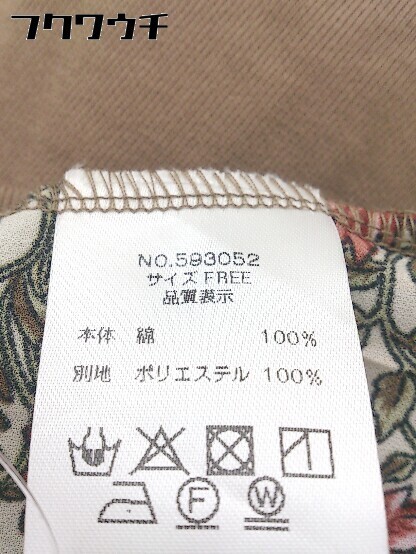 フクワウチ
NO.593052
サイズ FREE
品質表示
本体 綿 100%
別地 ポリエステル 100%
F W